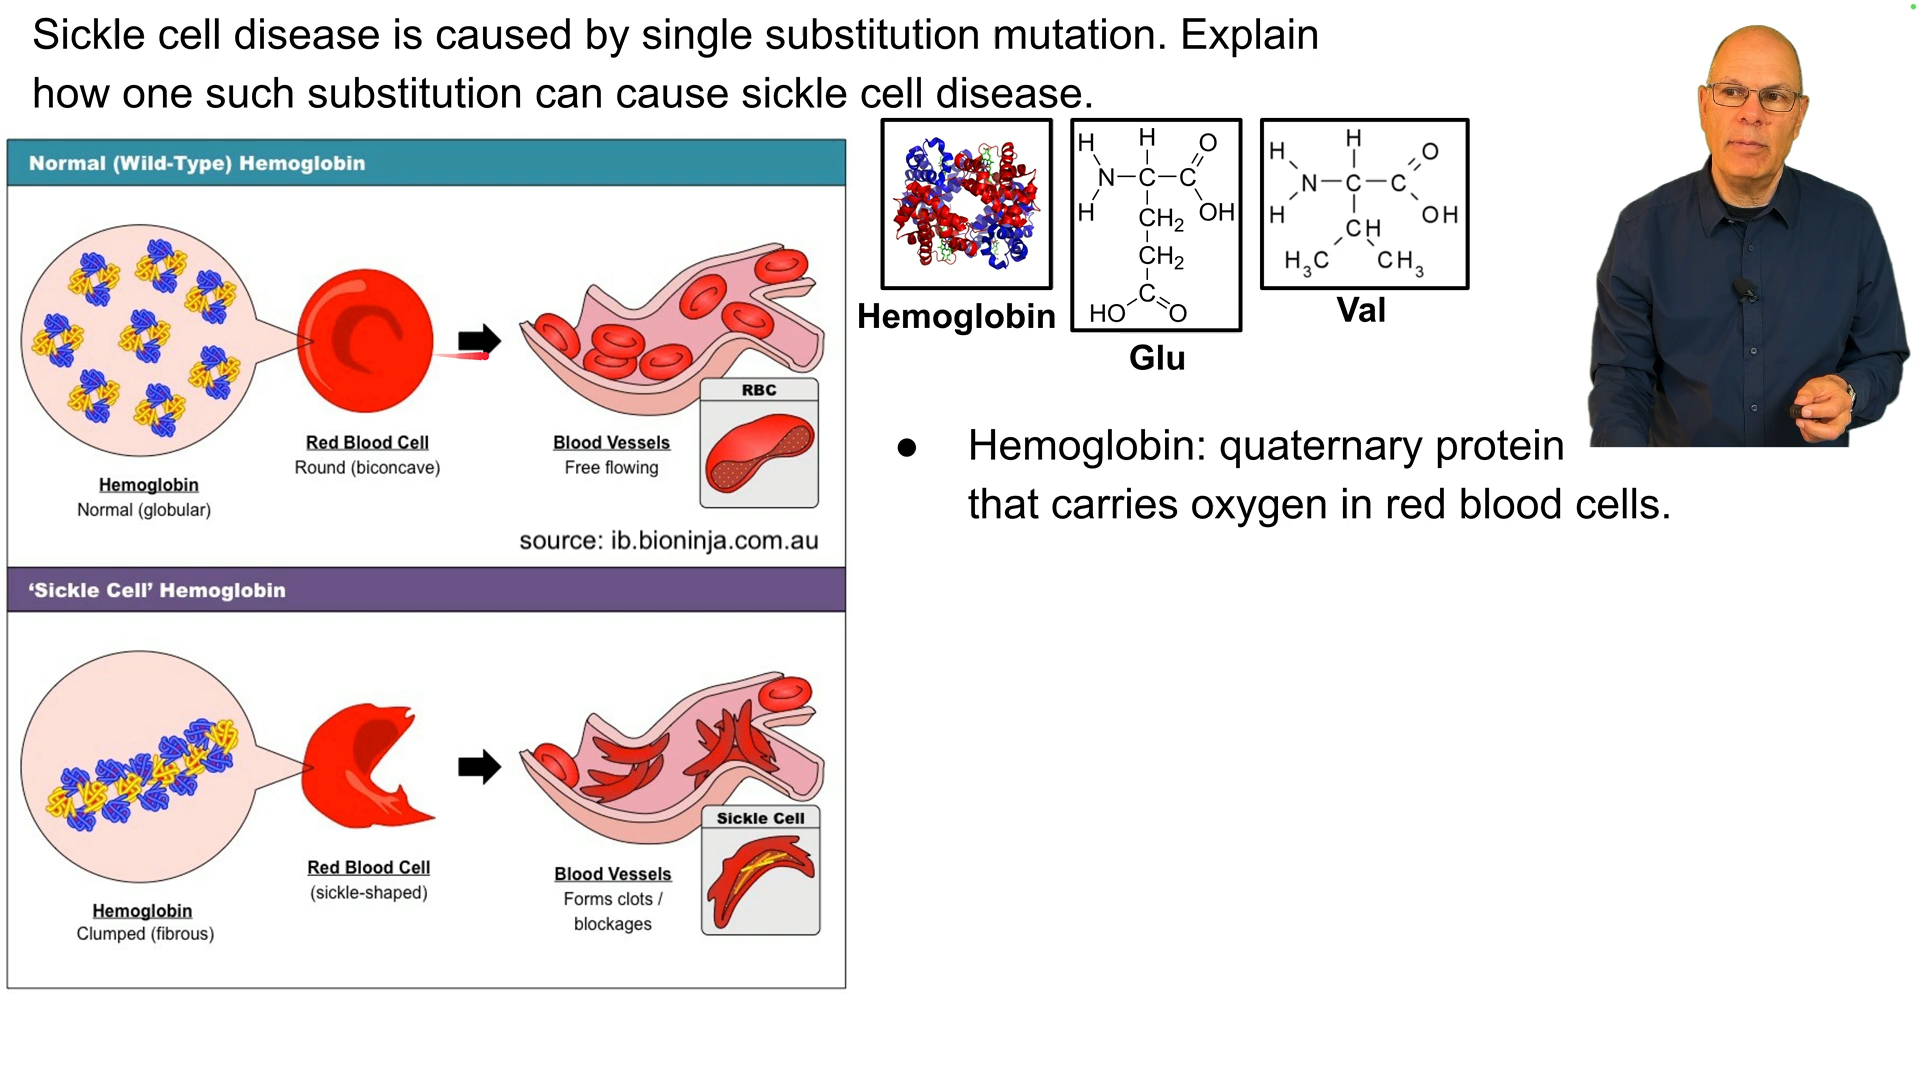 Sickle cell disease is caused by single substitution mutation. Explain
how one such substitution can cause sickle cell disease.
Normal (Wild-Type) Hemoglobin
Hemoglobin
Normal (globular)
Red Blood Cell
Round (biconcave)
Blood Vessels
Free flowing
RBC
source: ib.bioninja.com.au
‘Sickle Cell’ Hemoglobin
Hemoglobin
Clumped (fibrous)
Red Blood Cell
(sickle-shaped)
Blood Vessels
Forms clots /
blockages
Sickle Cell
Hemoglobin
H H O
N C C
H CH₂ OH
CH₂
C
HO O
Glu
H H O
N C C
H CH OH
H₃C CH₃
Val
● Hemoglobin: quaternary protein
that carries oxygen in red blood cells.